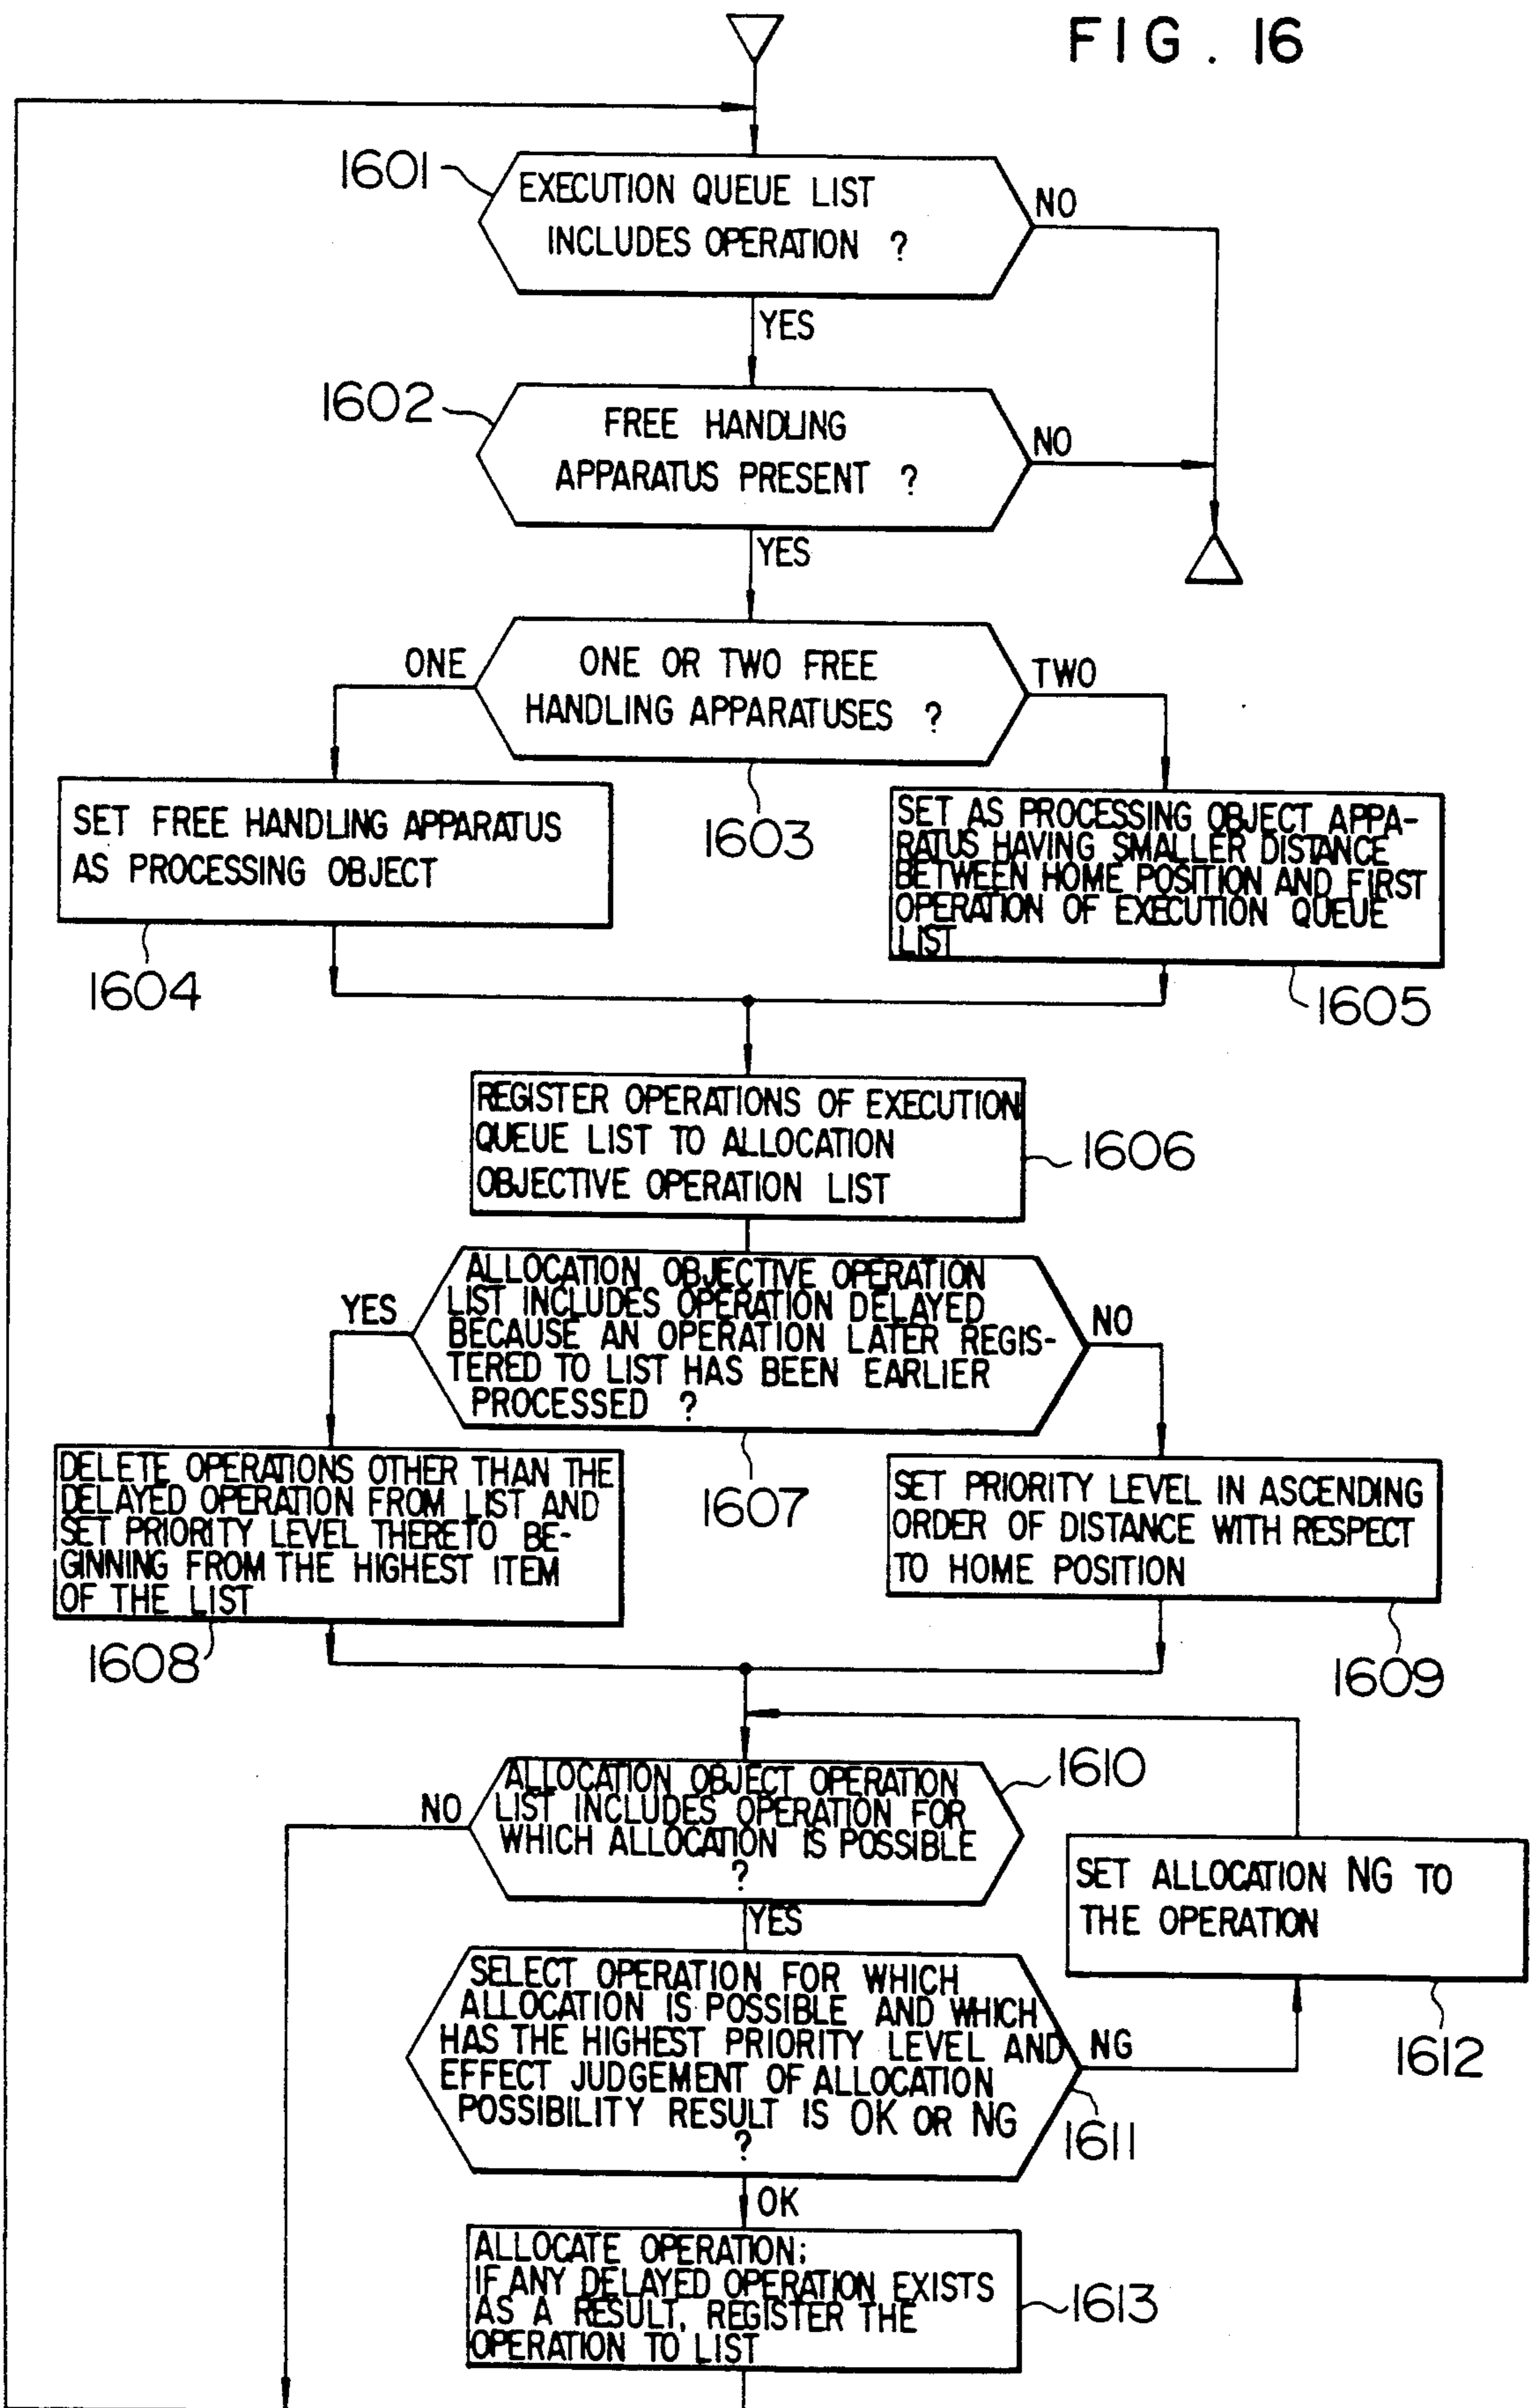 FIG. 16
1601
EXECUTION QUEUE LIST
INCLUDES OPERATION ?
NO
YES
1602
FREE HANDLING
APPARATUS PRESENT ?
NO
YES
ONE
ONE OR TWO FREE
HANDLING APPARATUSES ?
TWO
1603
SET FREE HANDLING APPARATUS
AS PROCESSING OBJECT
1604
SET AS PROCESSING OBJECT APPA-
RATUS HAVING SMALLER DISTANCE
BETWEEN HOME POSITION AND FIRST
OPERATION OF EXECUTION QUEUE
LIST
1605
REGISTER OPERATIONS OF EXECUTION
QUEUE LIST TO ALLOCATION
OBJECTIVE OPERATION LIST
1606
YES
ALLOCATION OBJECTIVE OPERATION
LIST INCLUDES OPERATION DELAYED
BECAUSE AN OPERATION LATER REGIS-
TERED TO LIST HAS BEEN EARLIER
PROCESSED ?
NO
1607
DELETE OPERATIONS OTHER THAN THE
DELAYED OPERATION FROM LIST AND
SET PRIORITY LEVEL THERETO BE-
GINNING FROM THE HIGHEST ITEM
OF THE LIST
1608
SET PRIORITY LEVEL IN ASCENDING
ORDER OF DISTANCE WITH RESPECT
TO HOME POSITION
1609
NO
ALLOCATION OBJECT OPERATION
LIST INCLUDES OPERATION FOR
WHICH ALLOCATION IS POSSIBLE
?
1610
YES
SET ALLOCATION NG TO
THE OPERATION
1612
SELECT OPERATION FOR WHICH
ALLOCATION IS POSSIBLE AND WHICH
HAS THE HIGHEST PRIORITY LEVEL AND
EFFECT JUDGEMENT OF ALLOCATION
POSSIBILITY RESULT IS OK OR NG
?
NG
1611
OK
ALLOCATE OPERATION;
IF ANY DELAYED OPERATION EXISTS
AS A RESULT, REGISTER THE
OPERATION TO LIST
1613